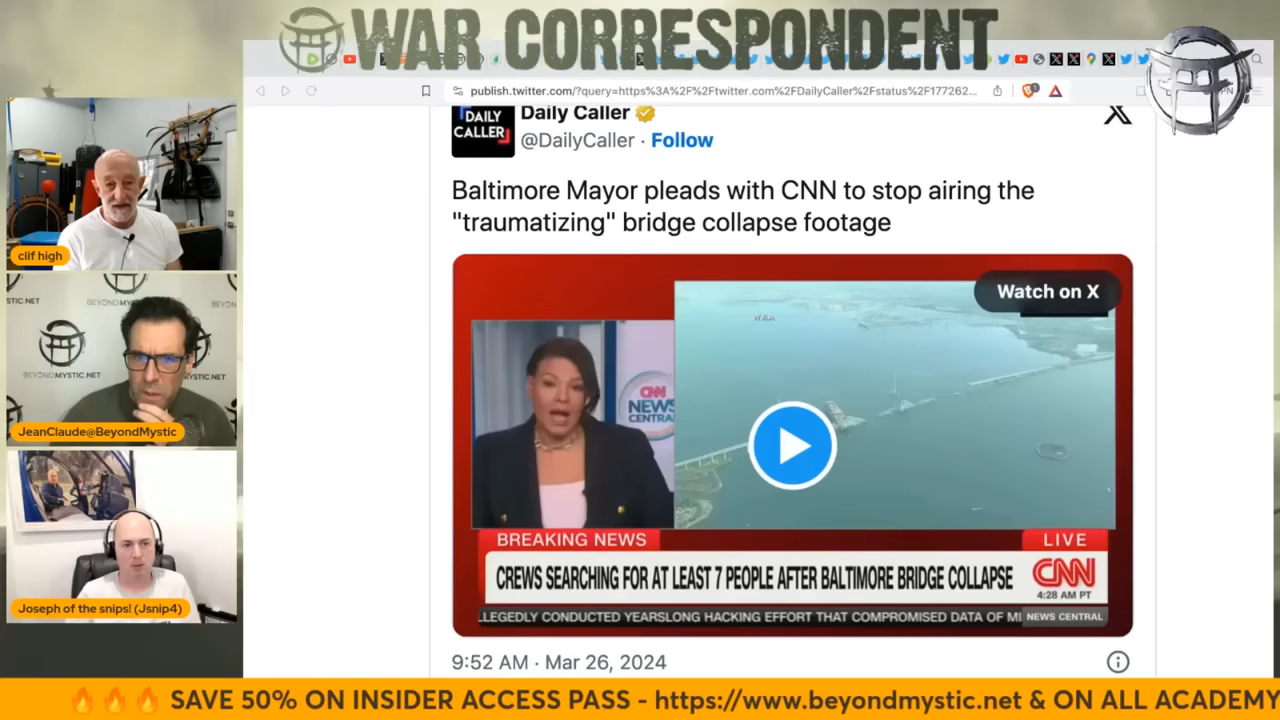 WAR CORRESPONDENT
publish.twitter.com/?query=https%3A%2F%2Ftwitter.com%2FDailyCaller%2Fstatus%2F177262...
DAILY
CALLER
Daily Caller
@DailyCaller · Follow
Baltimore Mayor pleads with CNN to stop airing the
"traumatizing" bridge collapse footage
Watch on X
CNN
NEWS
CENTRAL
BREAKING NEWS
LIVE
CREWS SEARCHING FOR AT LEAST 7 PEOPLE AFTER BALTIMORE BRIDGE COLLAPSE
CNN
4:28 AM PT
LLEGEDLY CONDUCTED YEARSLONG HACKING EFFORT THAT COMPROMISED DATA OF MI
NEWS CENTRAL
9:52 AM · Mar 26, 2024
clif high
STIC.NET
BEYONDMY
BEYONDMYSTIC.NET
YSTIC.NET
JeanClaude@BeyondMystic
Joseph of the snips! (Jsnip4)
🔥🔥🔥 SAVE 50% ON INSIDER ACCESS PASS - https://www.beyondmystic.net & ON ALL ACADEMY